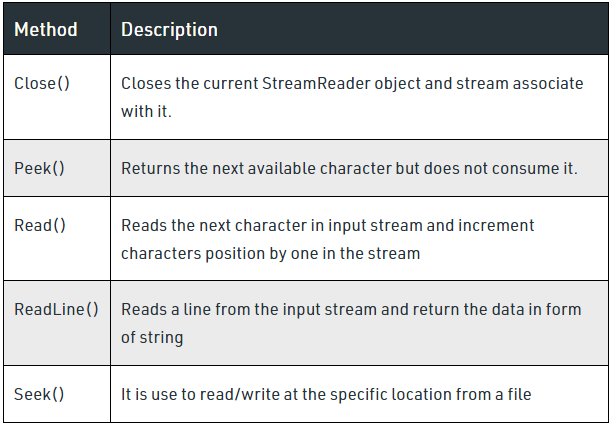 Method Description
Close() Closes the current StreamReader object and stream associate
with it.
Peek() Returns the next available character but does not consume it.
Read() Reads the next character in input stream and increment
characters position by one in the stream
ReadLine() Reads a line from the input stream and return the data in form
of string
Seek() It is use to read/write at the specific location from a file